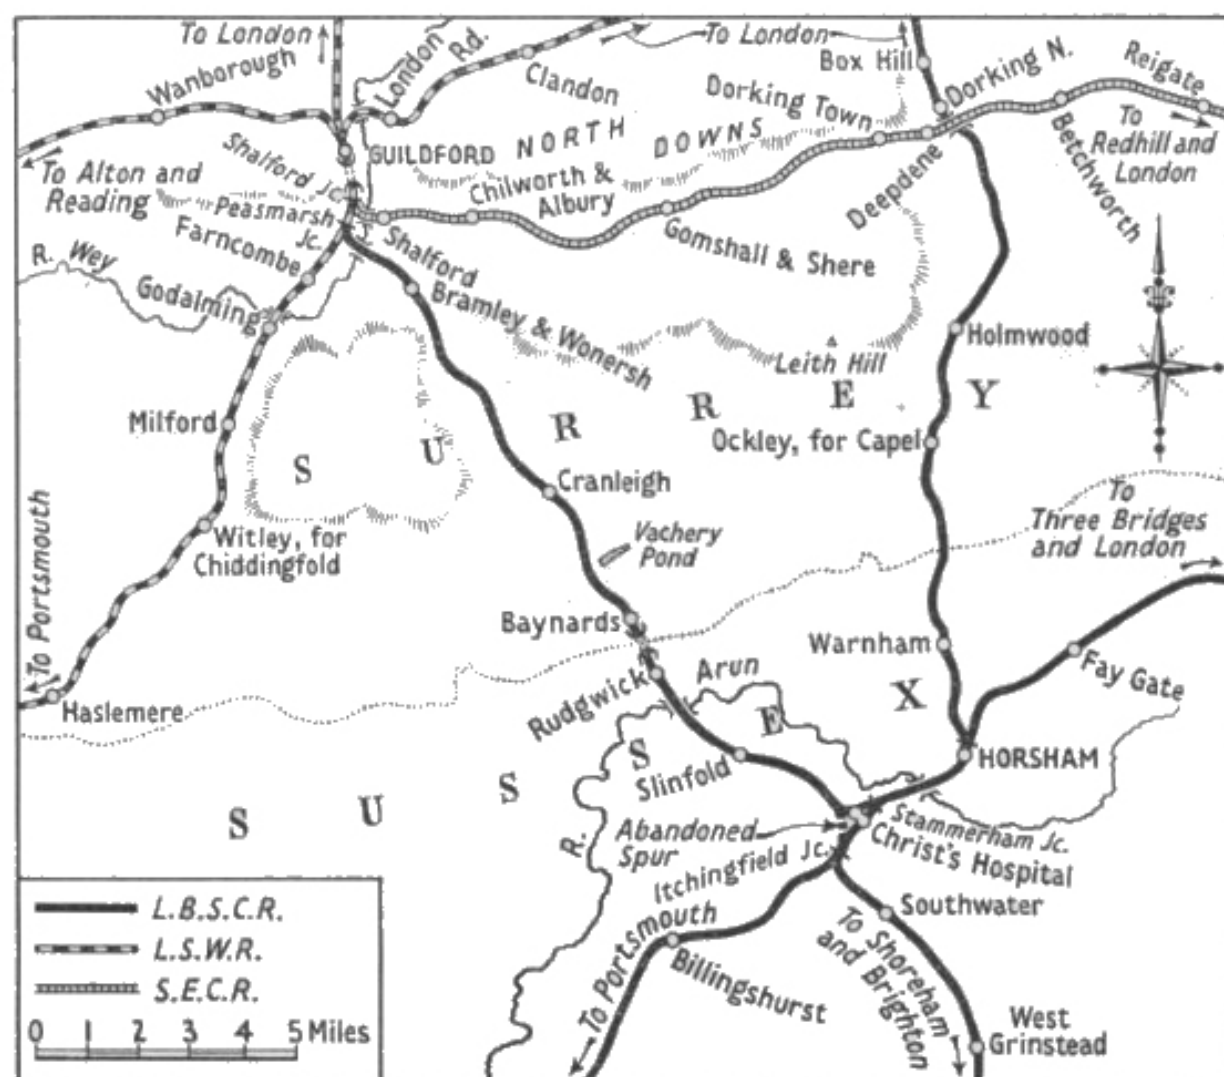 To London
To London
Wanborough
London
Rd.
Clandon
Box Hill
Dorking N.
Reigate
Dorking Town
To
Redhill and
London
Betchworth
Shalford Jc.
GUILDFORD
NORTH
DOWNS
To Alton and
Reading
Chilworth &
Albury
Deepdene
Peasmarsh
Jc.
Farncombe
Shalford
Gomshall & Shere
R. Wey
Godalming
Bramley & Wonersh
Leith Hill
Holmwood
SURREY
Milford
Ockley, for Capel
Cranleigh
To
Three Bridges
and London
To Portsmouth
Witley, for
Chiddingfold
Vachery
Pond
Baynards
Warnham
Fay Gate
Rudgwick
R. Arun
Haslemere
SUSSEX
Slinfold
HORSHAM
Abandoned
Spur
Stammerham Jc.
Christ's Hospital
Itchingfield Jc.
Southwater
To Portsmouth
Billingshurst
To Shoreham
and Brighton
West
Grinstead
L.B.S.C.R.
L.S.W.R.
S.E.C.R.
0 1 2 3 4 5 Miles